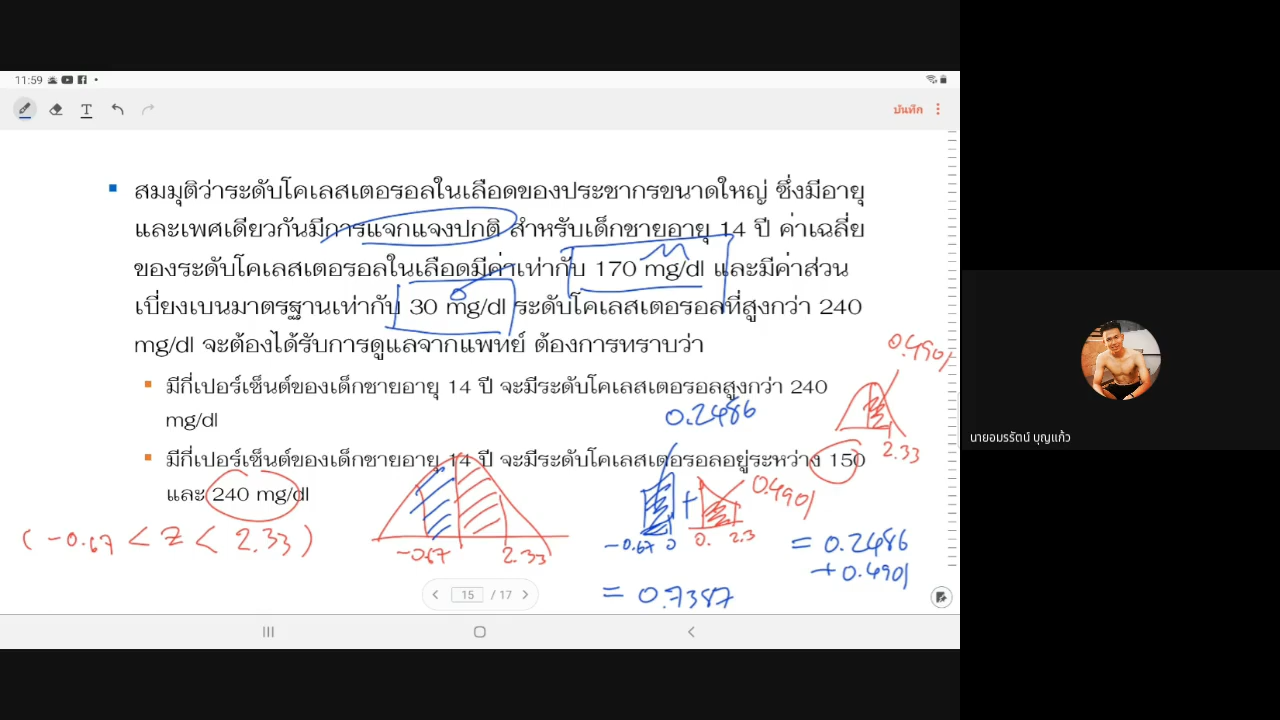 11:59
บันทึก
สมมุติว่าระดับโคเลสเตอรอลในเลือดของประชากรขนาดใหญ่ ซึ่งมีอายุ
และเพศเดียวกันมีการแจกแจงปกติ สำหรับเด็กชายอายุ 14 ปี ค่าเฉลี่ย
ของระดับโคเลสเตอรอลในเลือดมีค่าเท่ากับ 170 mg/dl และมีค่าส่วน
เบี่ยงเบนมาตรฐานเท่ากับ 30 mg/dl ระดับโคเลสเตอรอลที่สูงกว่า 240
mg/dl จะต้องได้รับการดูแลจากแพทย์ ต้องการทราบว่า
0.4901
มีกี่เปอร์เซ็นต์ของเด็กชายอายุ 14 ปี จะมีระดับโคเลสเตอรอลสูงกว่า 240
mg/dl
0.2486
2.33
มีกี่เปอร์เซ็นต์ของเด็กชายอายุ 14 ปี จะมีระดับโคเลสเตอรอลอยู่ระหว่าง 150
และ 240 mg/dl
+ 0.4901
(-0.67 < Z < 2.33)
-0.67 2.33
-0.67 0 0. 2.3
= 0.2486
+ 0.4901
= 0.7387
15 / 17
นายอมรรัตน์ บุญแก้ว